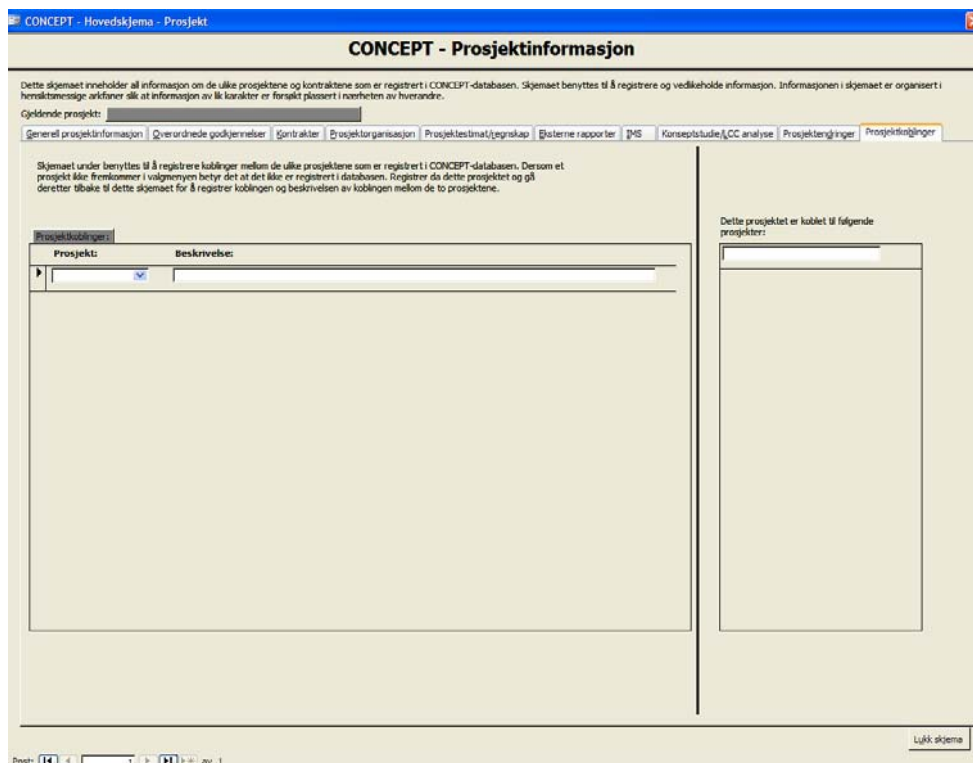 CONCEPT - Hovedskjema - Prosjekt
CONCEPT - Prosjektinformasjon
Dette skjemaet inneholder all informasjon om de ulike prosjektene og kontraktene som er registrert i CONCEPT-databasen. Skjemaet benyttes til å registrere og vedlikeholde informasjon. Informasjonen i skjemaet er organisert i
hensiktsmessige arkfaner slik at informasjon av lik karakter er forsøkt plassert i nærheten av hverandre.
Gjeldende prosjekt:
Generell prosjektinformasjon Overordnede godkjennelser Kontrakter Prosjektorganisasjon Prosjektestimat/regnskap Eksterne rapporter IMS Konseptstudie/LCC analyse Prosjektendringer Prosjektkoblinger
Skjemaet under benyttes til å registrere koblinger mellom de ulike prosjektene som er registrert i CONCEPT-databasen. Dersom et
prosjekt ikke fremkommer i valgmenyen betyr det at det ikke er registrert i databasen. Registrer da dette prosjektet og gå
deretter tilbake til dette skjemaet for å registrer koblingen og beskrivelsen av koblingen mellom de to prosjektene.
Dette prosjektet er koblet til følgende
prosjekter:
Prosjektkoblinger:
Prosjekt: Beskrivelse:
Lukk skjema
Post: 1 av 1